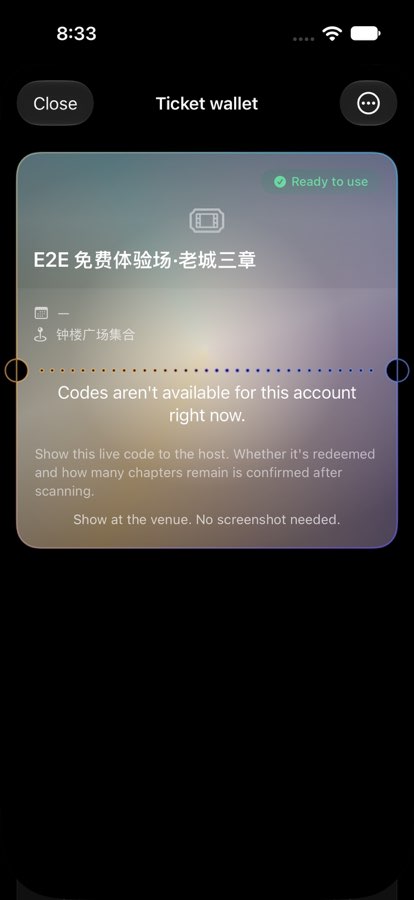 8:33
Close
Ticket wallet
Ready to use
E2E 免费体验场·老城三章
—
钟楼广场集合
Codes aren't available for this account
right now.
Show this live code to the host. Whether it's redeemed
and how many chapters remain is confirmed after
scanning.
Show at the venue. No screenshot needed.